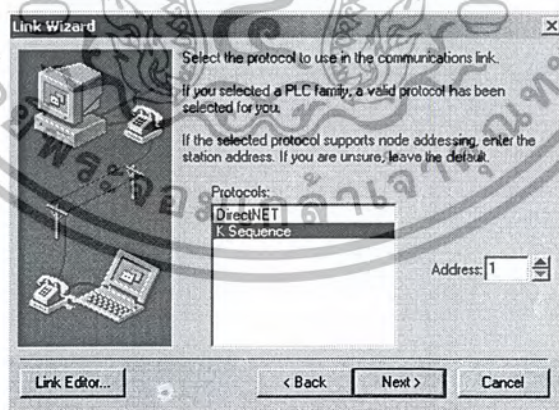 Link Wizard
Select the protocol to use in the communications link.
If you selected a PLC family, a valid protocol has been
selected for you.
If the selected protocol supports node addressing, enter the
station address. If you are unsure, leave the default.
Protocols:
DirectNET
K Sequence
Address: 1
Link Editor...
< Back
Next >
Cancel